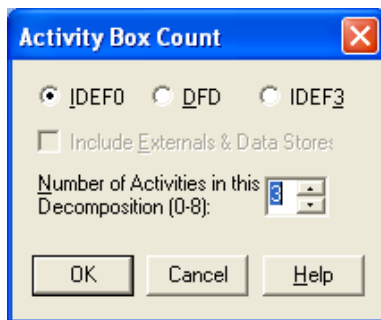 Activity Box Count
IDEF0 DFD IDEF3
Include Externals & Data Stores
Number of Activities in this
Decomposition (0-8):
3
OK Cancel Help